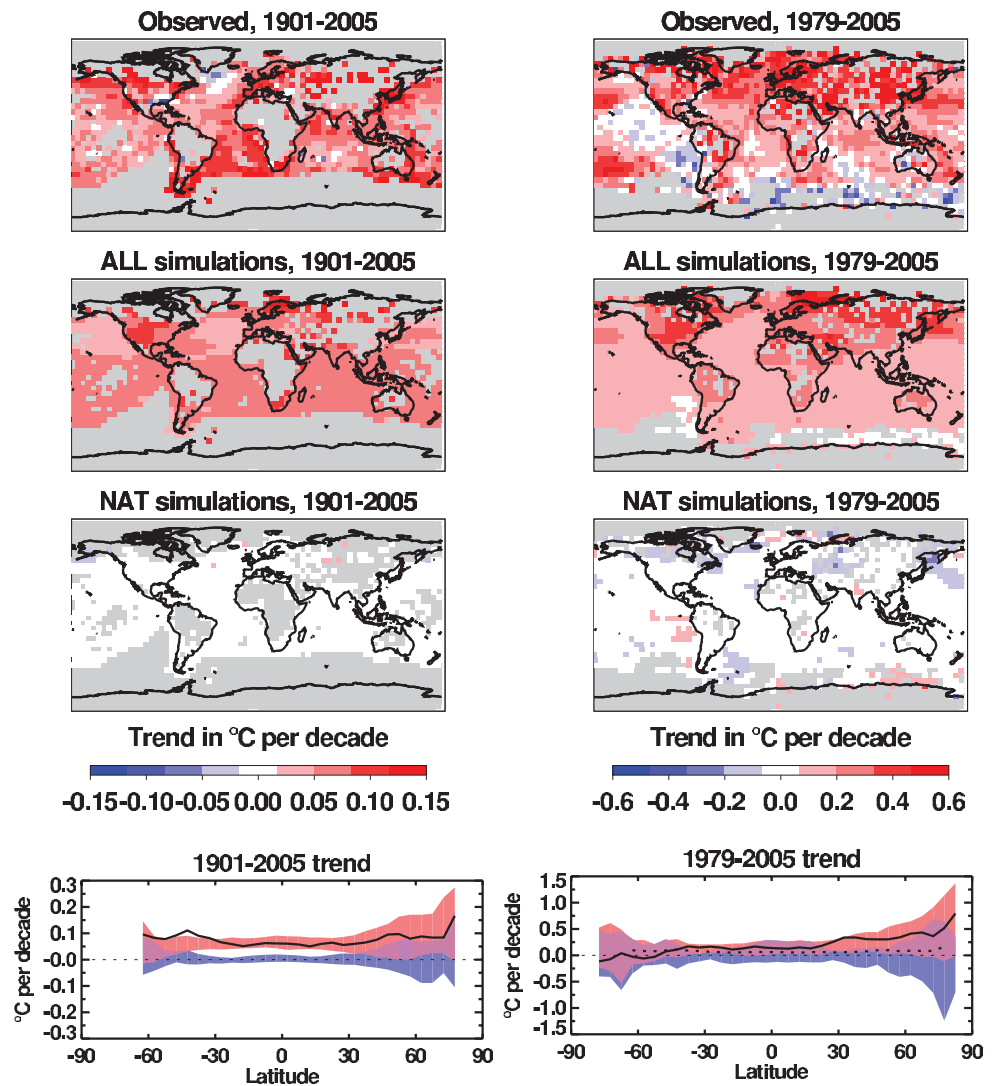 Observed, 1901-2005
Observed, 1979-2005
ALL simulations, 1901-2005
ALL simulations, 1979-2005
NAT simulations, 1901-2005
NAT simulations, 1979-2005
Trend in °C per decade
-0.15 -0.10 -0.05 0.00 0.05 0.10 0.15
Trend in °C per decade
-0.6 -0.4 -0.2 0.0 0.2 0.4 0.6
1901-2005 trend
°C per decade
0.3
0.2
0.1
-0.0
-0.1
-0.2
-0.3
-90 -60 -30 0 30 60 90
Latitude
1979-2005 trend
°C per decade
1.5
1.0
0.5
0.0
-0.5
-1.0
-1.5
-90 -60 -30 0 30 60 90
Latitude